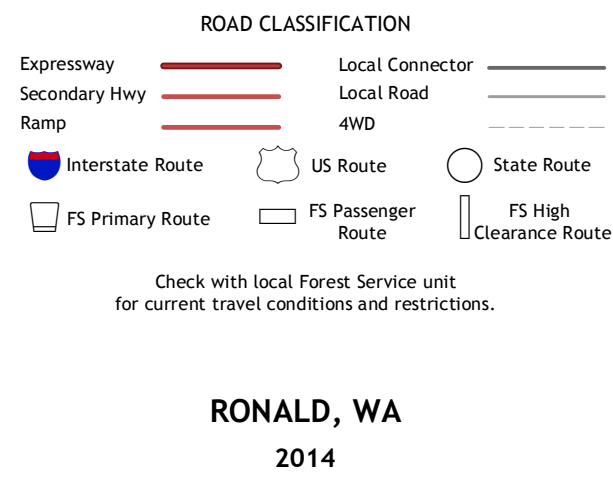 ROAD CLASSIFICATION
Expressway
Local Connector
Secondary Hwy
Local Road
Ramp
4WD
Interstate Route
US Route
State Route
FS Primary Route
FS Passenger
Route
FS High
Clearance Route
Check with local Forest Service unit
for current travel conditions and restrictions.
RONALD, WA
2014